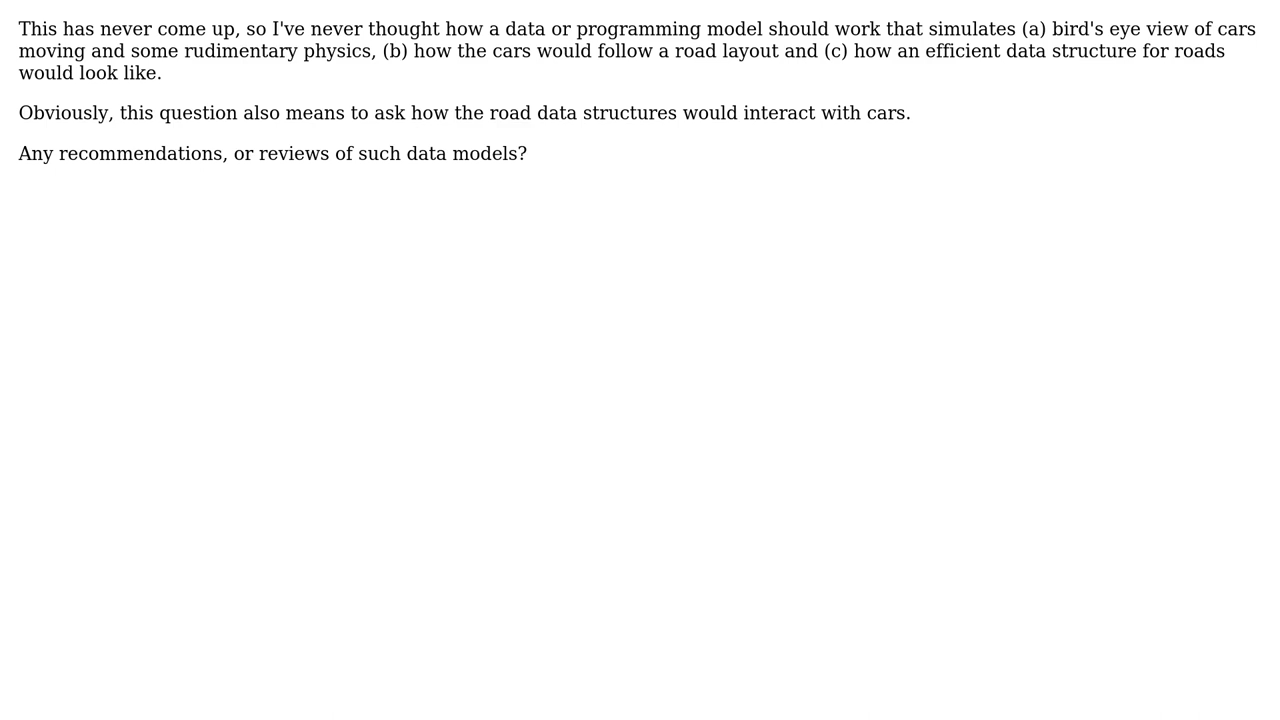 This has never come up, so I've never thought how a data or programming model should work that simulates (a) bird's eye view of cars
moving and some rudimentary physics, (b) how the cars would follow a road layout and (c) how an efficient data structure for roads
would look like.
Obviously, this question also means to ask how the road data structures would interact with cars.
Any recommendations, or reviews of such data models?